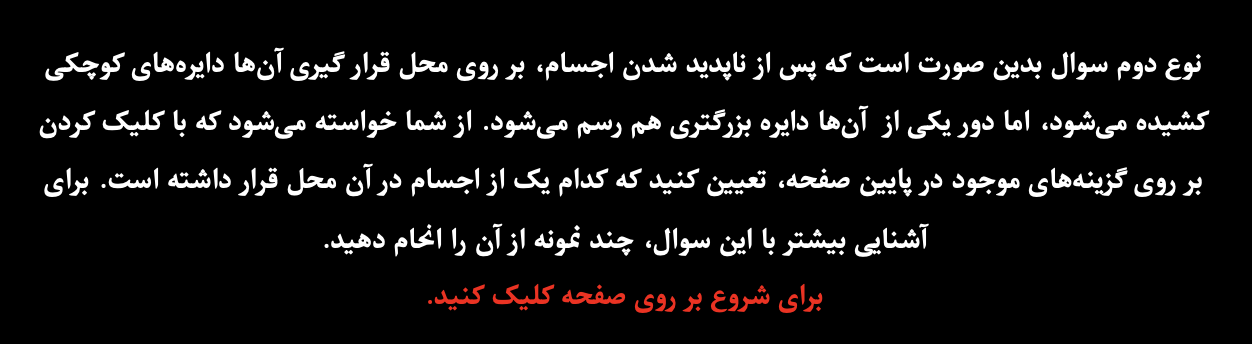 نوع دوم سوال بدین صورت است که پس از ناپدید شدن اجسام، بر روی محل قرار گیری آن‌ها دایره‌های کوچکی
کشیده می‌شود، اما دور یکی از آن‌ها دایره بزرگتری هم رسم می‌شود. از شما خواسته می‌شود که با کلیک کردن
بر روی گزینه‌های موجود در پایین صفحه، تعیین کنید که کدام یک از اجسام در آن محل قرار داشته است. برای
آشنایی بیشتر با این سوال، چند نمونه از آن را انجام دهید.
برای شروع بر روی صفحه کلیک کنید.